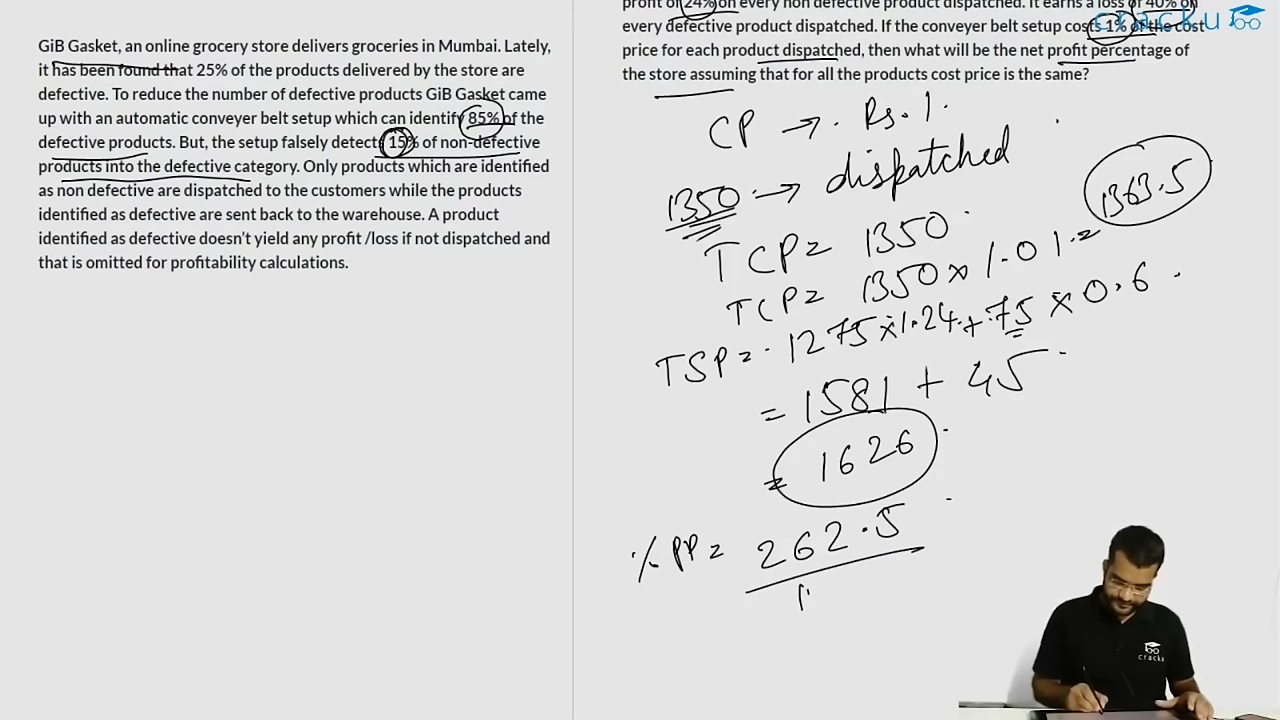 GiB Gasket, an online grocery store delivers groceries in Mumbai. Lately,
it has been found that 25% of the products delivered by the store are
defective. To reduce the number of defective products GiB Gasket came
up with an automatic conveyer belt setup which can identify 85% of the
defective products. But, the setup falsely detects 15% of non-defective
products into the defective category. Only products which are identified
as non defective are dispatched to the customers while the products
identified as defective are sent back to the warehouse. A product
identified as defective doesn't yield any profit /loss if not dispatched and
that is omitted for profitability calculations.
profit of 24% on every non defective product dispatched. It earns a loss of 40% on
every defective product dispatched. If the conveyer belt setup costs 1% of the cost
price for each product dispatched, then what will be the net profit percentage of
the store assuming that for all the products cost price is the same?
cracku
CP → Rs. 1.
1350 → dispatched
TCP = 1350
TCP = 1350 x 1.01 = 1363.5
TSP = 1275 x 1.24 + 75 x 0.6
= 1581 + 45
= 1626
% PP = 262.5
1
cracku